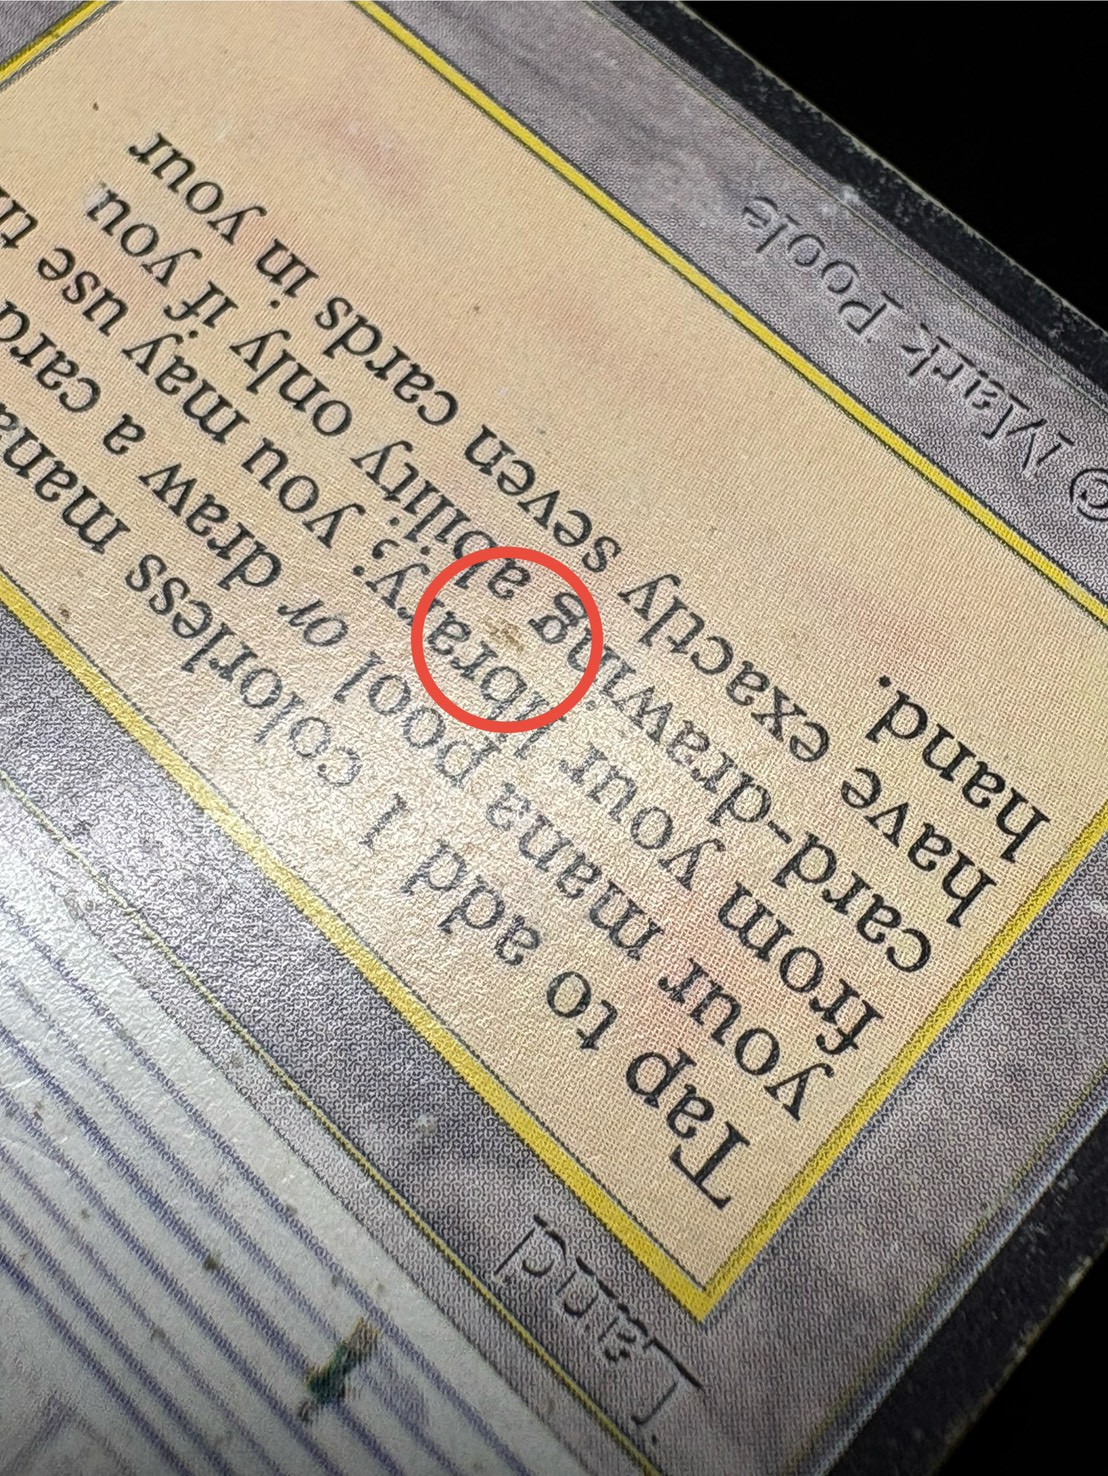 Land
Tap to add 1 colorless mana
your mana pool or draw a card
from your library; you may use
card-drawing ability only if you
have exactly seven cards in your
hand.
© Mark Poole